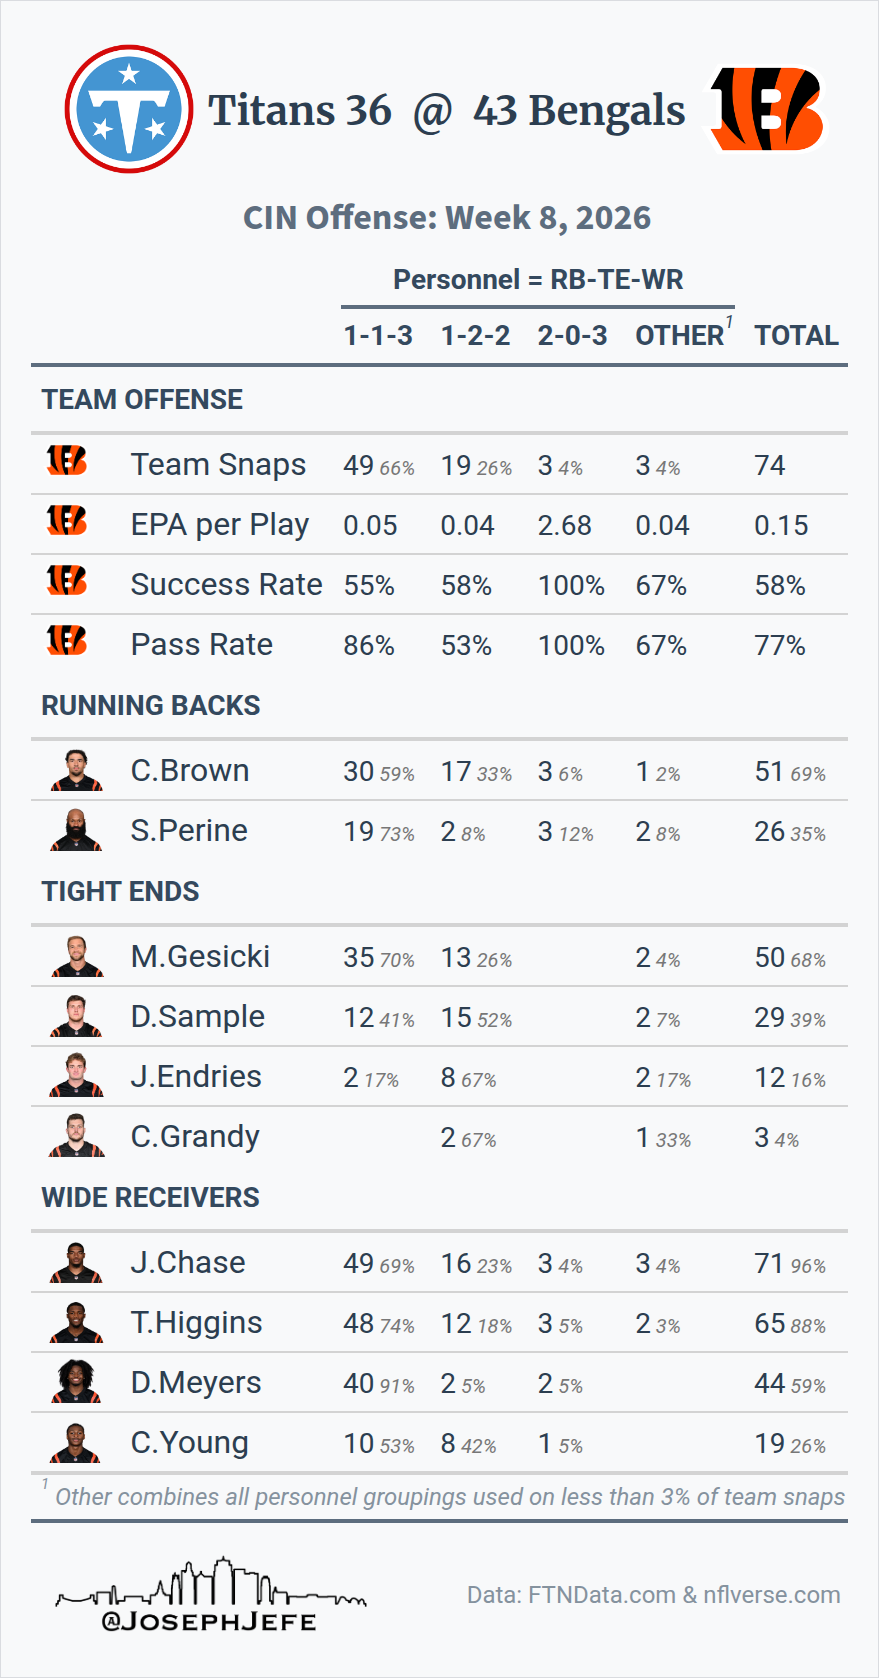 Titans 36 @ 43 Bengals
CIN Offense: Week 8, 2026
Personnel = RB-TE-WR
1-1-3 1-2-2 2-0-3 OTHER¹ TOTAL
TEAM OFFENSE
Team Snaps 49 66% 19 26% 3 4% 3 4% 74
EPA per Play 0.05 0.04 2.68 0.04 0.15
Success Rate 55% 58% 100% 67% 58%
Pass Rate 86% 53% 100% 67% 77%
RUNNING BACKS
C.Brown 30 59% 17 33% 3 6% 1 2% 51 69%
S.Perine 19 73% 2 8% 3 12% 2 8% 26 35%
TIGHT ENDS
M.Gesicki 35 70% 13 26% 2 4% 50 68%
D.Sample 12 41% 15 52% 2 7% 29 39%
J.Endries 2 17% 8 67% 2 17% 12 16%
C.Grandy 2 67% 1 33% 3 4%
WIDE RECEIVERS
J.Chase 49 69% 16 23% 3 4% 3 4% 71 96%
T.Higgins 48 74% 12 18% 3 5% 2 3% 65 88%
D.Meyers 40 91% 2 5% 2 5% 44 59%
C.Young 10 53% 8 42% 1 5% 19 26%
¹ Other combines all personnel groupings used on less than 3% of team snaps
@JOSEPHJEFE
Data: FTNData.com & nflverse.com